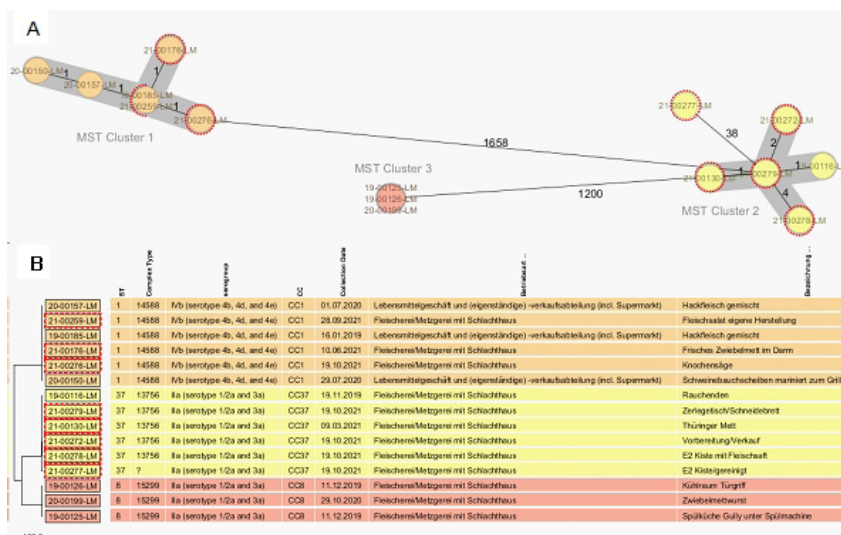 A
21-00176-LM
20-00150-LM
1
20-00157-LM
1
1
19-00185-LM
21-00259-LM
1
21-00276-LM
MST Cluster 1
1658
21-00277-LM
38
21-00272-LM
2
MST Cluster 3
19-00125-LM
19-00126-LM
20-00199-LM
1200
21-00130-LM
1
00279-LM
1
19-00116-LM
4
MST Cluster 2
21-00278-LM
B
ST
Complex Type
serogroup
CC
Collection Date
Betriebsart ...
Bezeichnung ...
20-00157-LM 1 14588 IVb (serotype 4b, 4d, and 4e) CC1 01.07.2020 Lebensmittelgeschäft und (eigenständige) -verkaufsabteilung (incl. Supermarkt) Hackfleisch gemischt
21-00259-LM 1 14588 IVb (serotype 4b, 4d, and 4e) CC1 28.09.2021 Fleischerei/Metzgerei mit Schlachthaus Fleischsalat eigene Herstellung
19-00185-LM 1 14588 IVb (serotype 4b, 4d, and 4e) CC1 16.01.2019 Fleischerei/Metzgerei mit Schlachthaus Hackfleisch gemischt
21-00176-LM 1 14588 IVb (serotype 4b, 4d, and 4e) CC1 10.06.2021 Fleischerei/Metzgerei mit Schlachthaus Frisches Zwiebelmett im Darm
21-00276-LM 1 14588 IVb (serotype 4b, 4d, and 4e) CC1 19.10.2021 Fleischerei/Metzgerei mit Schlachthaus Knochensäge
20-00150-LM 1 14588 IVb (serotype 4b, 4d, and 4e) CC1 29.07.2020 Lebensmittelgeschäft und (eigenständige) -verkaufsabteilung (incl. Supermarkt) Schweinebauchscheiben mariniert zum Grill
19-00116-LM 37 13756 IIa (serotype 1/2a and 3a) CC37 19.11.2019 Fleischerei/Metzgerei mit Schlachthaus Rauchenden
21-00279-LM 37 13756 IIa (serotype 1/2a and 3a) CC37 19.10.2021 Fleischerei/Metzgerei mit Schlachthaus Zerlegetisch/Schneidebrett
21-00130-LM 37 13756 IIa (serotype 1/2a and 3a) CC37 09.03.2021 Fleischerei/Metzgerei mit Schlachthaus Thüringer Mett
21-00272-LM 37 13756 IIa (serotype 1/2a and 3a) CC37 19.10.2021 Fleischerei/Metzgerei mit Schlachthaus Vorbereitung/Verkauf
21-00278-LM 37 13756 IIa (serotype 1/2a and 3a) CC37 19.10.2021 Fleischerei/Metzgerei mit Schlachthaus E2 Kiste mit Fleischsaft
21-00277-LM 37 ? IIa (serotype 1/2a and 3a) CC37 19.10.2021 Fleischerei/Metzgerei mit Schlachthaus E2 Kiste/gereinigt
19-00126-LM 8 15299 IIa (serotype 1/2a and 3a) CC8 11.12.2019 Fleischerei/Metzgerei mit Schlachthaus Kühlraum Türgriff
20-00199-LM 8 15299 IIa (serotype 1/2a and 3a) CC8 29.10.2020 Fleischerei/Metzgerei mit Schlachthaus Zwiebelmettwurst
19-00125-LM 8 15299 IIa (serotype 1/2a and 3a) CC8 11.12.2019 Fleischerei/Metzgerei mit Schlachthaus Spülküche Gully unter Spülmaschine